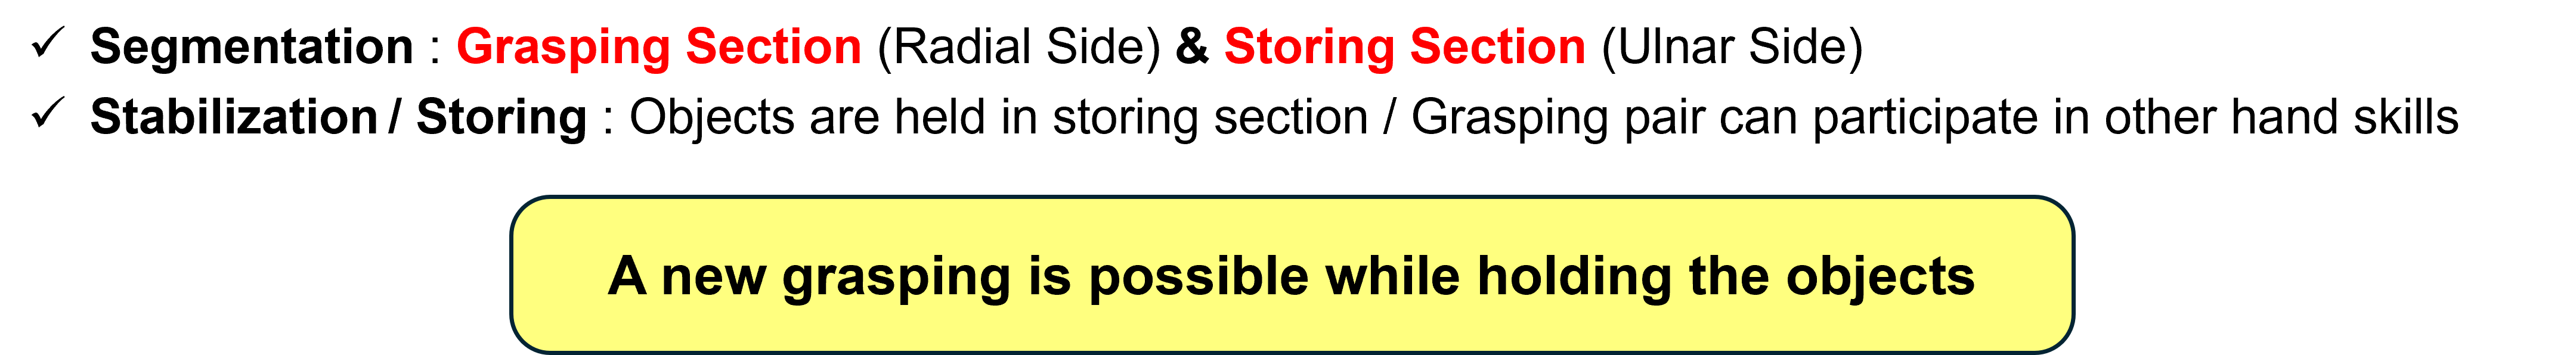 ✓ Segmentation : Grasping Section (Radial Side) & Storing Section (Ulnar Side)
✓ Stabilization / Storing : Objects are held in storing section / Grasping pair can participate in other hand skills
A new grasping is possible while holding the objects